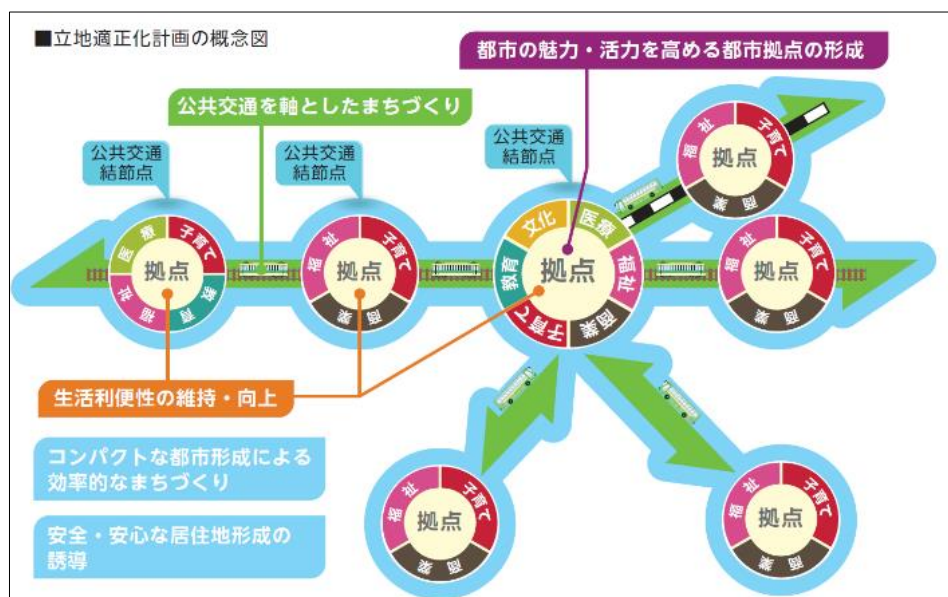 ■立地適正化計画の概念図
都市の魅力・活力を高める都市拠点の形成
公共交通を軸としたまちづくり
公共交通
結節点
公共交通
結節点
公共交通
結節点
福祉
子育て
商業
拠点
医療
子育て
教育
福祉
拠点
福祉
子育て
商業
拠点
文化
医療
福祉
商業
子育て
教育
拠点
福祉
子育て
商業
拠点
生活利便性の維持・向上
コンパクトな都市形成による
効率的なまちづくり
安全・安心な居住地形成の
誘導
福祉
子育て
商業
拠点
福祉
子育て
商業
拠点